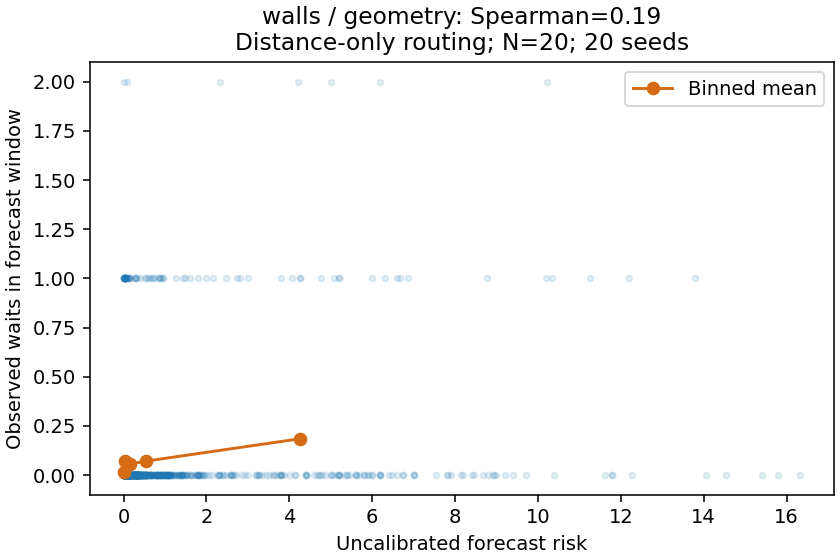 walls / geometry: Spearman=0.19
Distance-only routing; N=20; 20 seeds
Binned mean
Observed waits in forecast window
2.00
1.75
1.50
1.25
1.00
0.75
0.50
0.25
0.00
0 2 4 6 8 10 12 14 16
Uncalibrated forecast risk